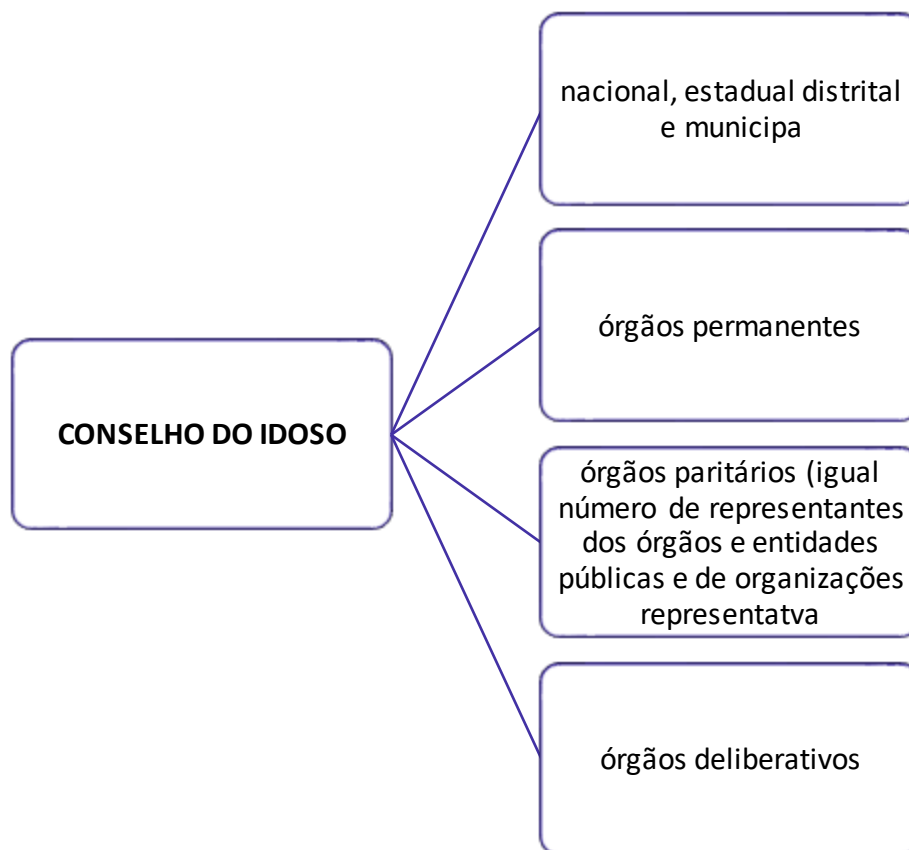 nacional, estadual distrital
e municipa
órgãos permanentes
CONSELHO DO IDOSO
órgãos paritários (igual
número de representantes
dos órgãos e entidades
públicas e de organizações
representatva
órgãos deliberativos